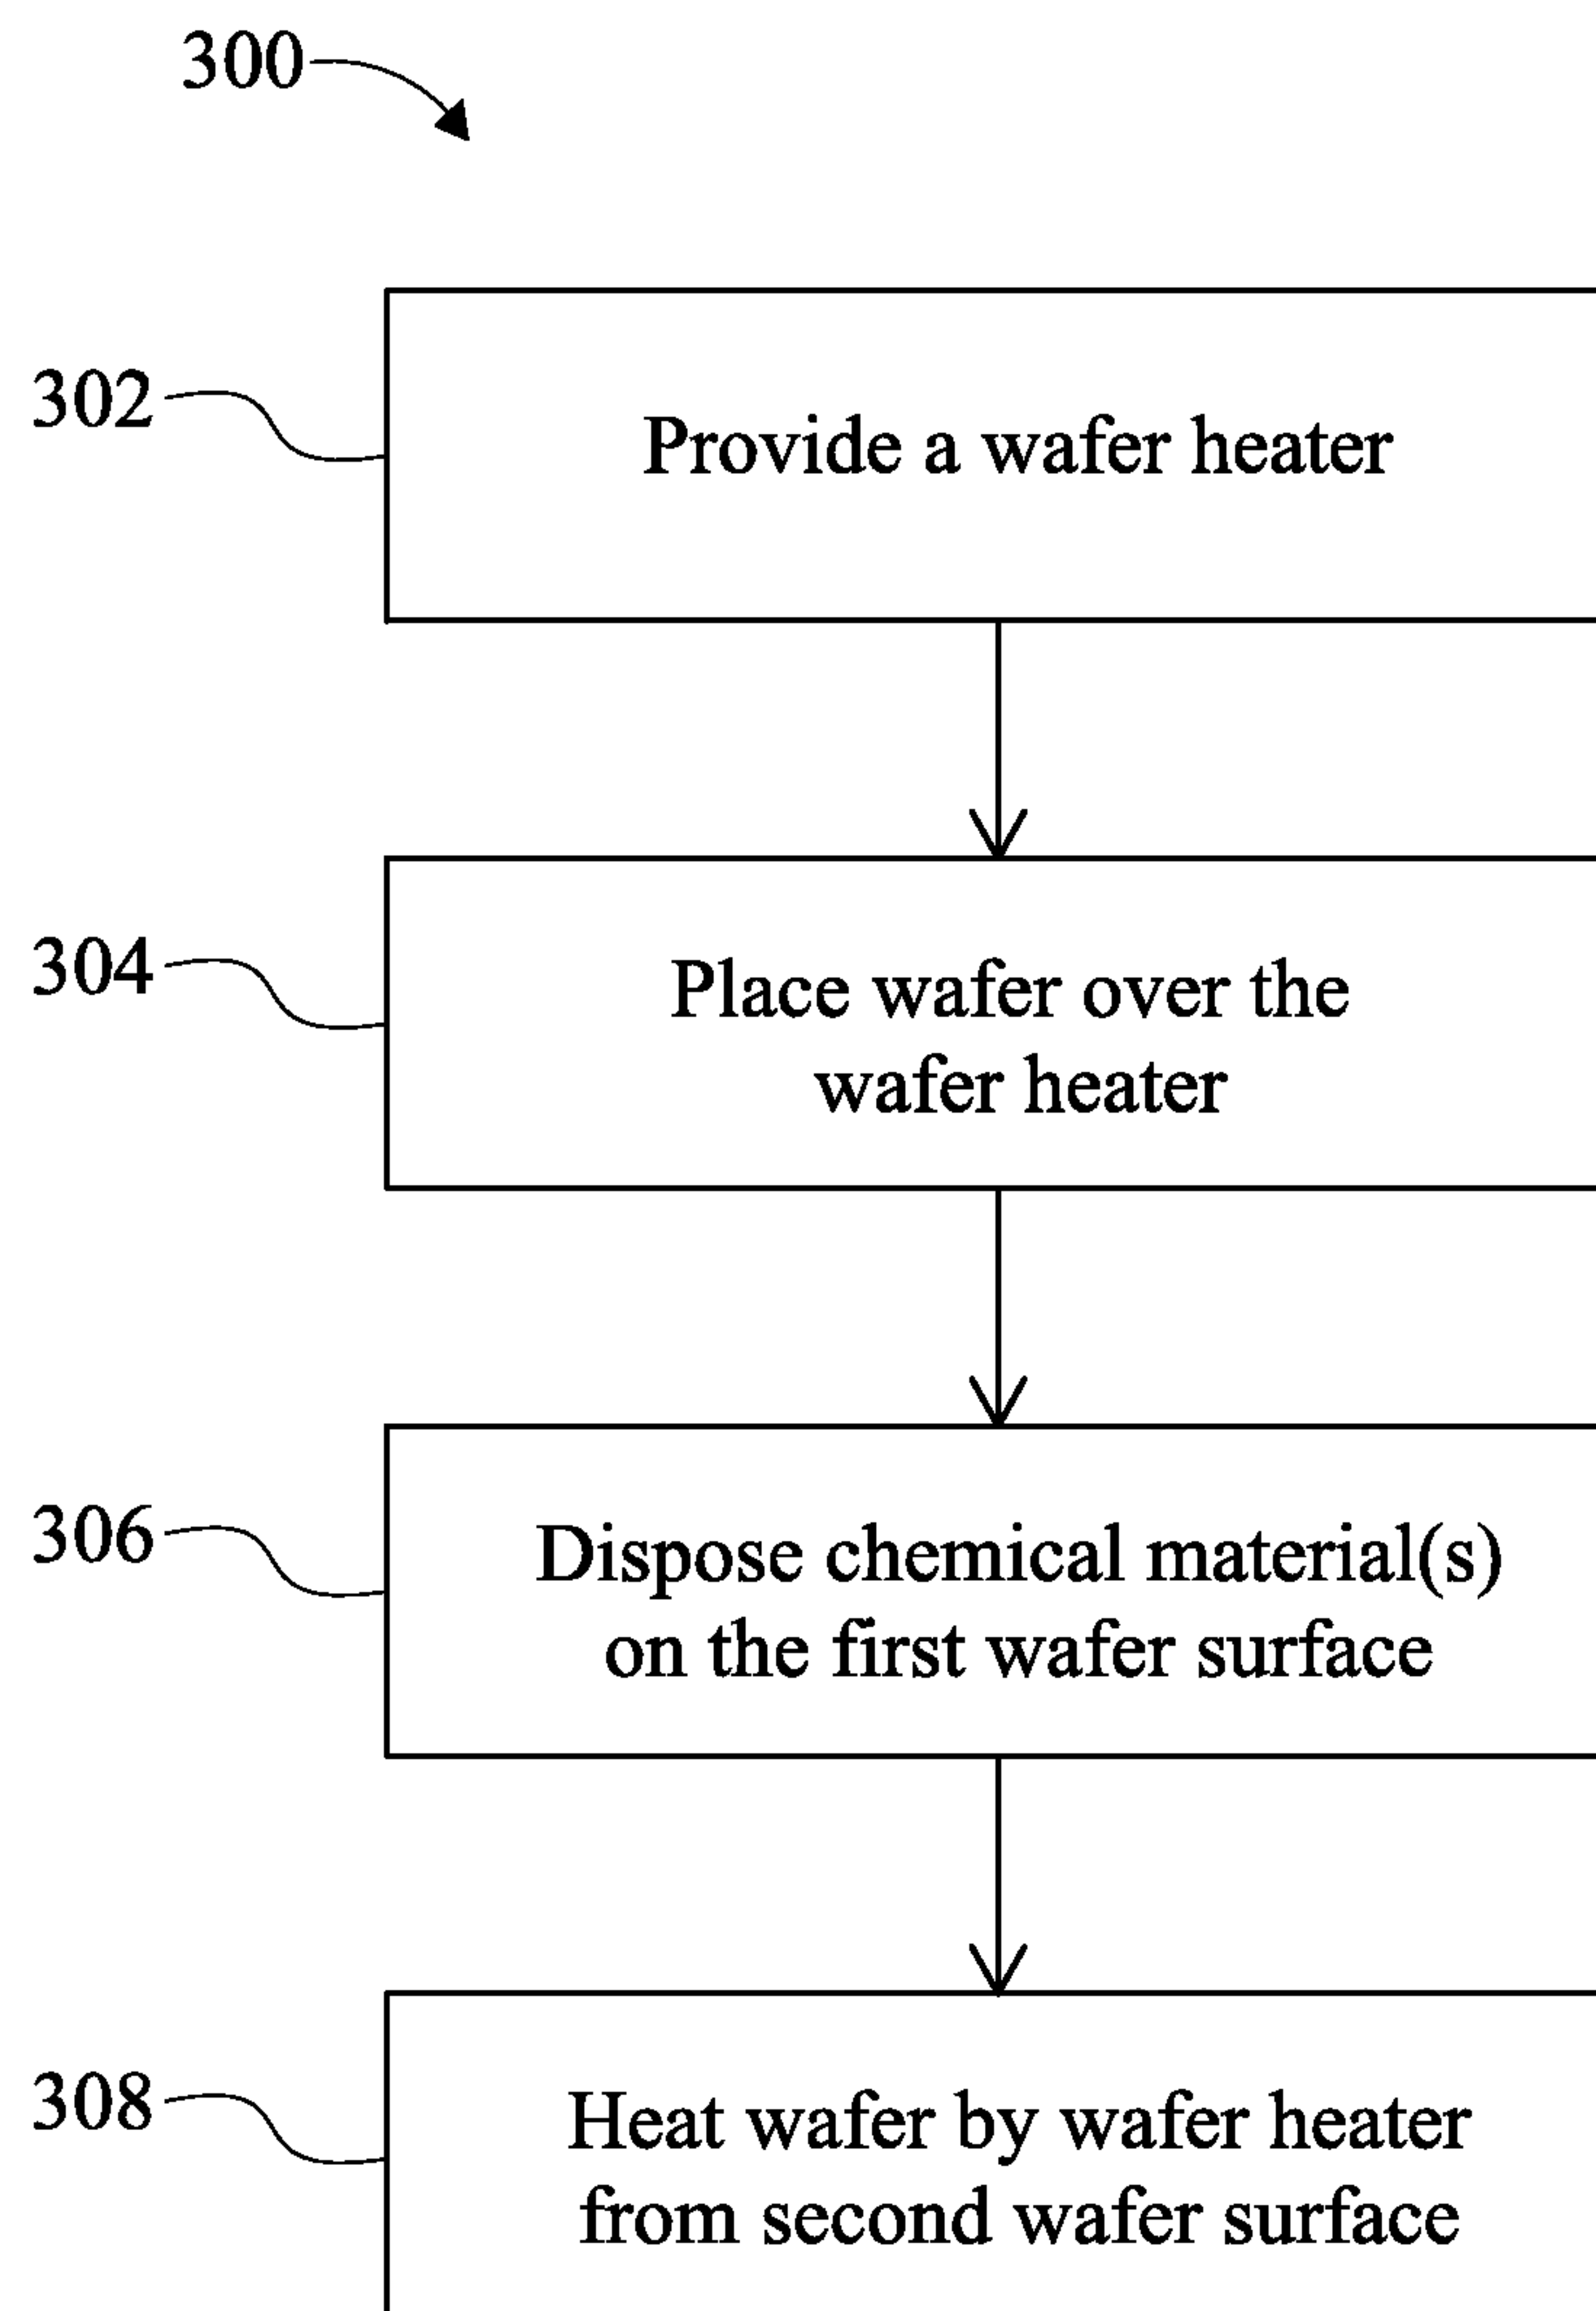 300
302
Provide a wafer heater
304
Place wafer over the
wafer heater
306
Dispose chemical material(s)
on the first wafer surface
308
Heat wafer by wafer heater
from second wafer surface